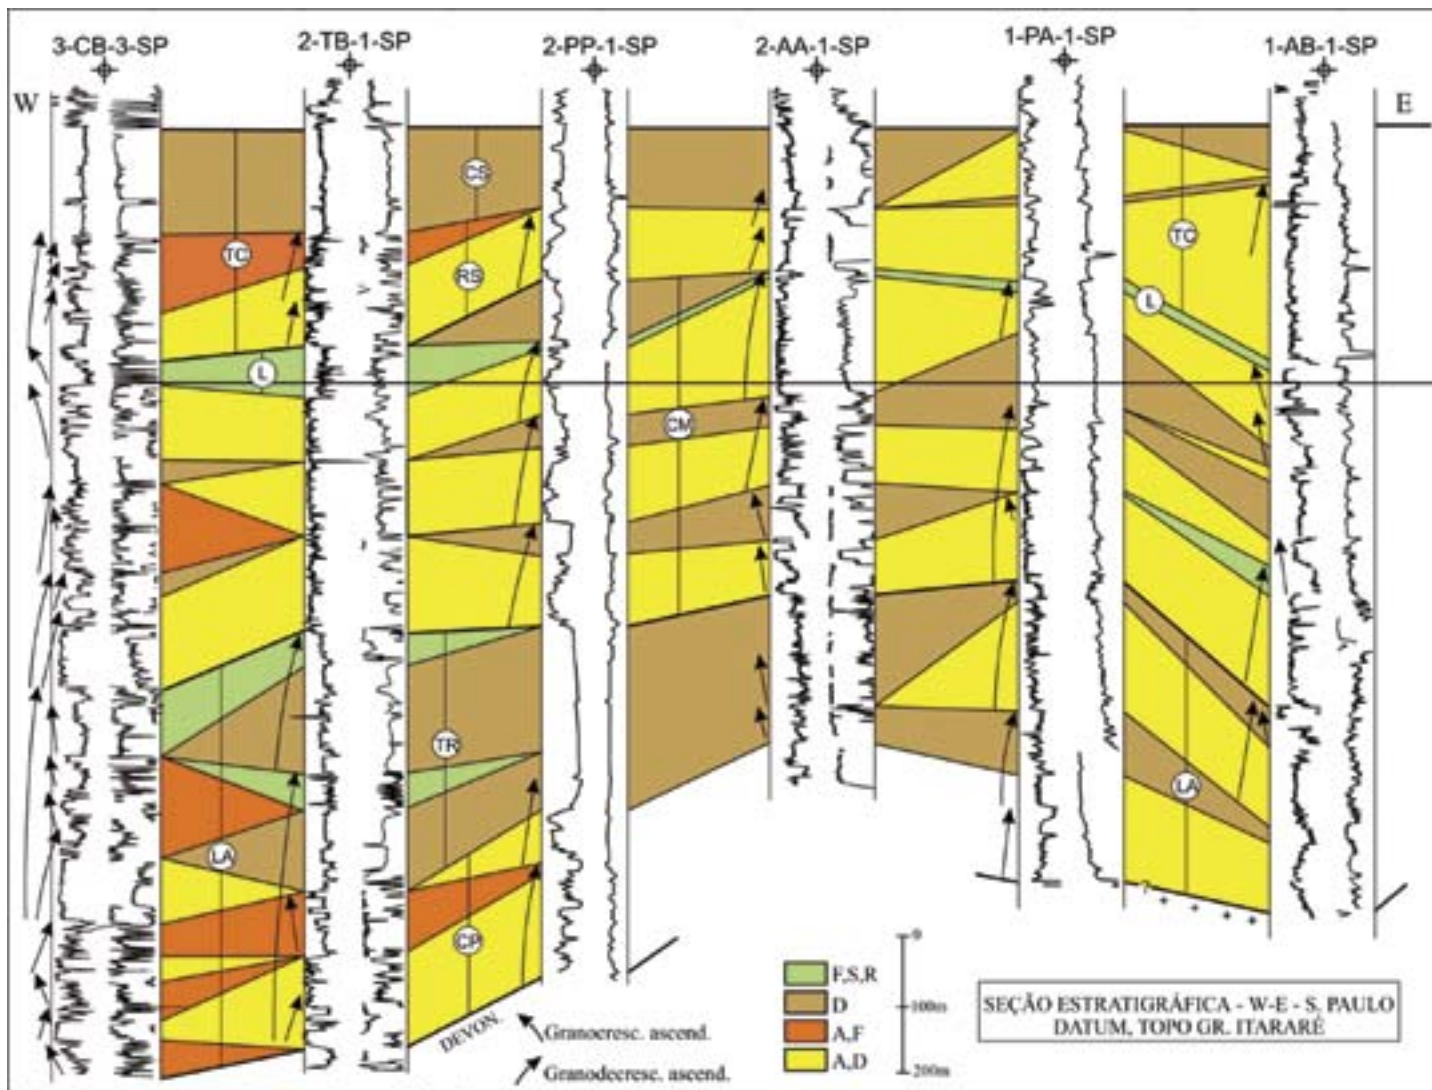 3-CB-3-SP
2-TB-1-SP
2-PP-1-SP
2-AA-1-SP
1-PA-1-SP
1-AB-1-SP
W
E
CS
TC
RS
TC
L
L
CM
TR
LA
LA
CP
?
DEVON.
Granocresc. ascend.
Granodecresc. ascend.
F,S,R
D
A,F
A,D
0
100m
200m
SEÇÃO ESTRATIGRÁFICA - W-E - S. PAULO
DATUM, TOPO GR. ITARARÉ